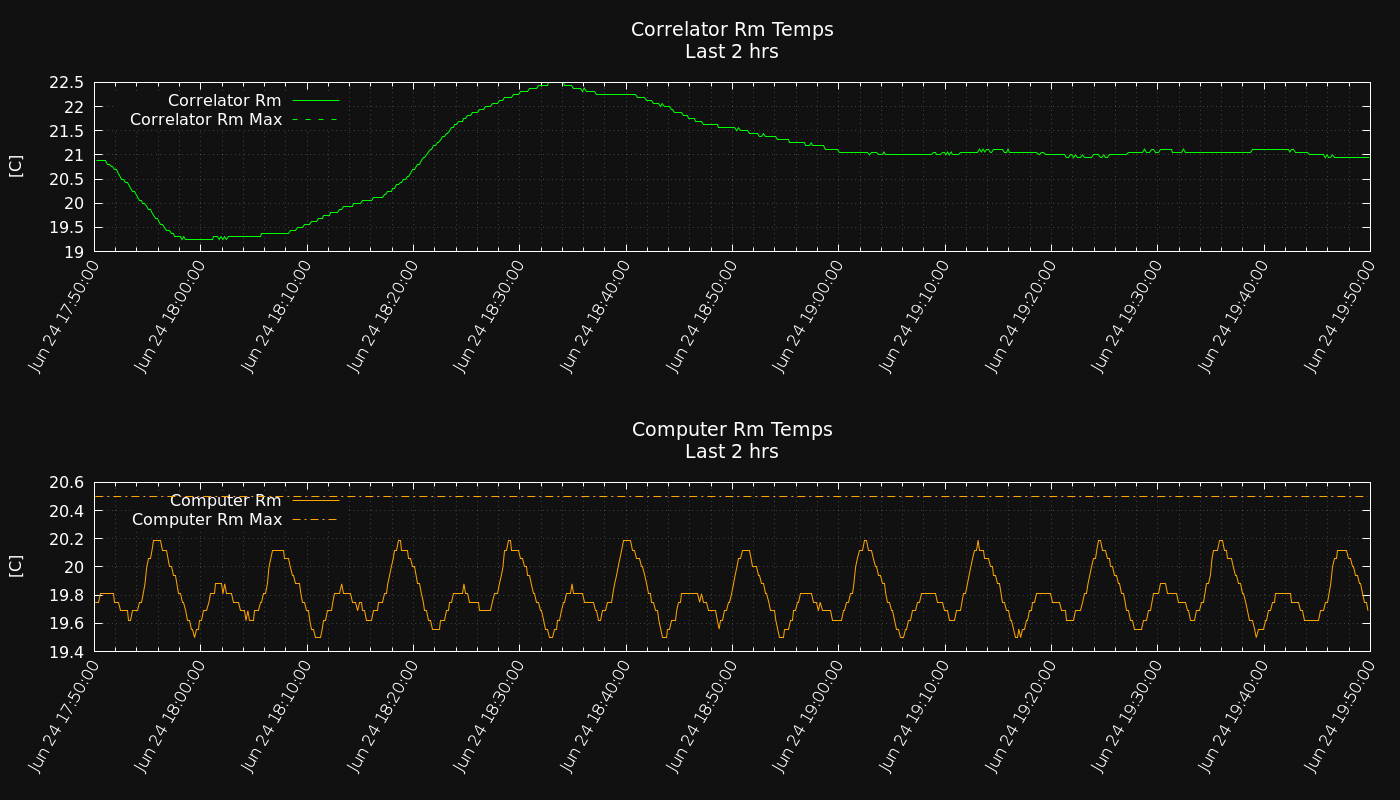 Correlator Rm Temps
Last 2 hrs
22.5
22
21.5
21
20.5
20
19.5
19
[C]
Correlator Rm
Correlator Rm Max
Jun 24 17:50:00
Jun 24 18:00:00
Jun 24 18:10:00
Jun 24 18:20:00
Jun 24 18:30:00
Jun 24 18:40:00
Jun 24 18:50:00
Jun 24 19:00:00
Jun 24 19:10:00
Jun 24 19:20:00
Jun 24 19:30:00
Jun 24 19:40:00
Jun 24 19:50:00
Computer Rm Temps
Last 2 hrs
20.6
20.4
20.2
20
19.8
19.6
19.4
[C]
Computer Rm
Computer Rm Max
Jun 24 17:50:00
Jun 24 18:00:00
Jun 24 18:10:00
Jun 24 18:20:00
Jun 24 18:30:00
Jun 24 18:40:00
Jun 24 18:50:00
Jun 24 19:00:00
Jun 24 19:10:00
Jun 24 19:20:00
Jun 24 19:30:00
Jun 24 19:40:00
Jun 24 19:50:00